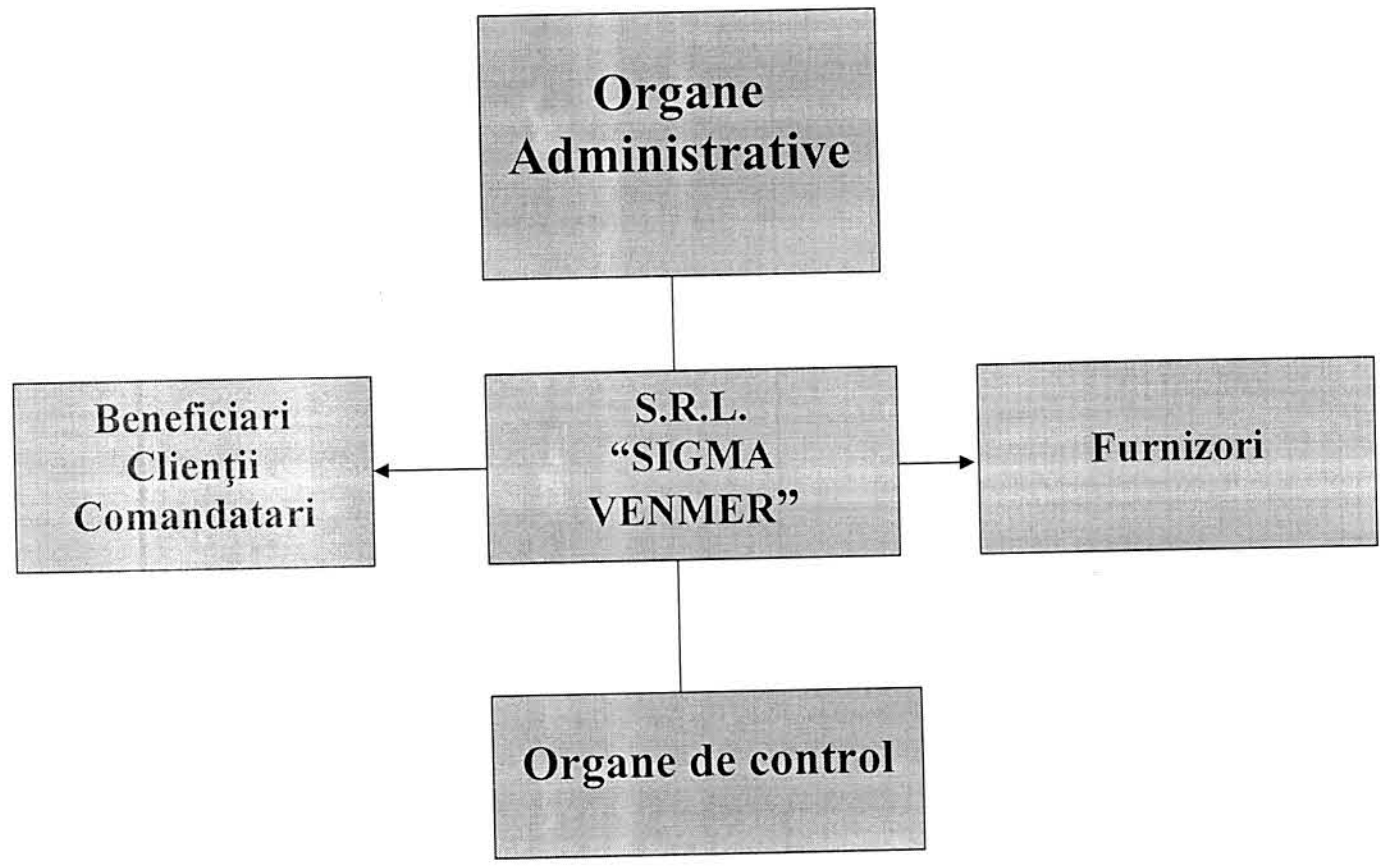 Organe
Administrative
Beneficiari
Clienţii
Comandatari
S.R.L.
“SIGMA
VENMER”
Furnizori
Organe de control